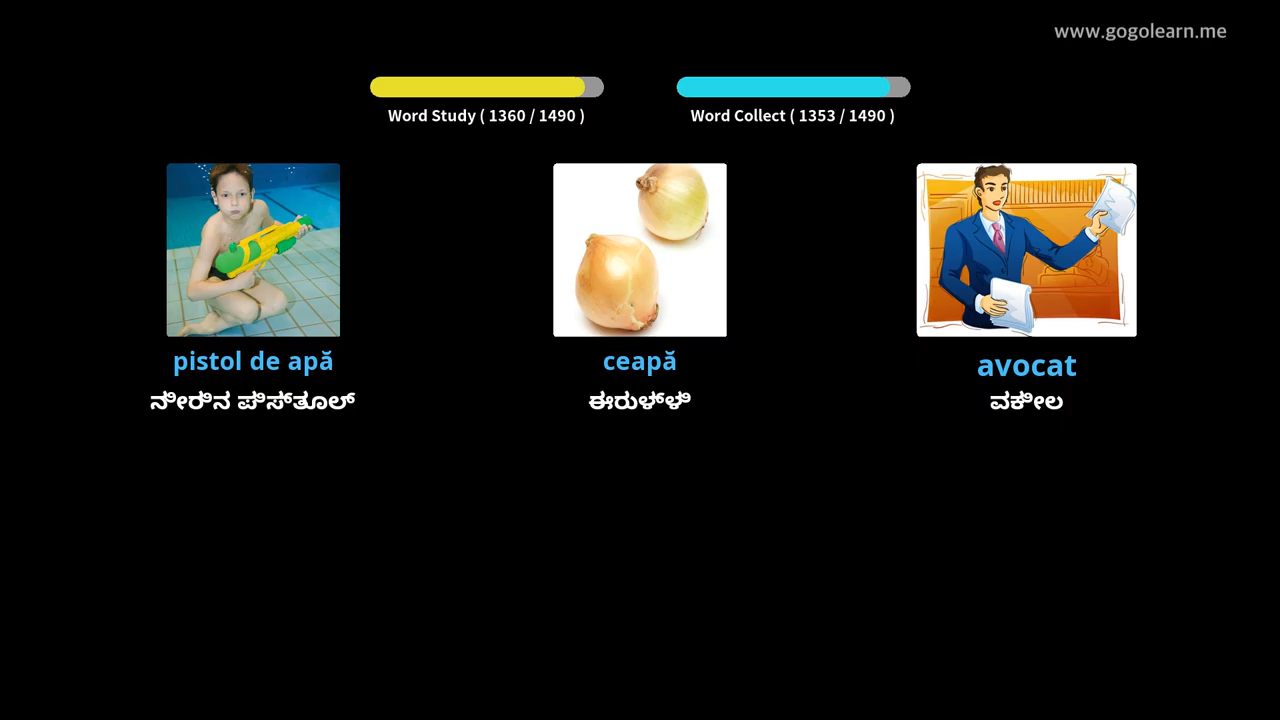 www.gogolearn.me
Word Study ( 1360 / 1490 )
Word Collect ( 1353 / 1490 )
pistol de apă
ceapă
avocat
ನೀರಿನ ಪಿಸ್ತೂಲ್
ಈರುಳ್ಳಿ
ವಕೀಲ